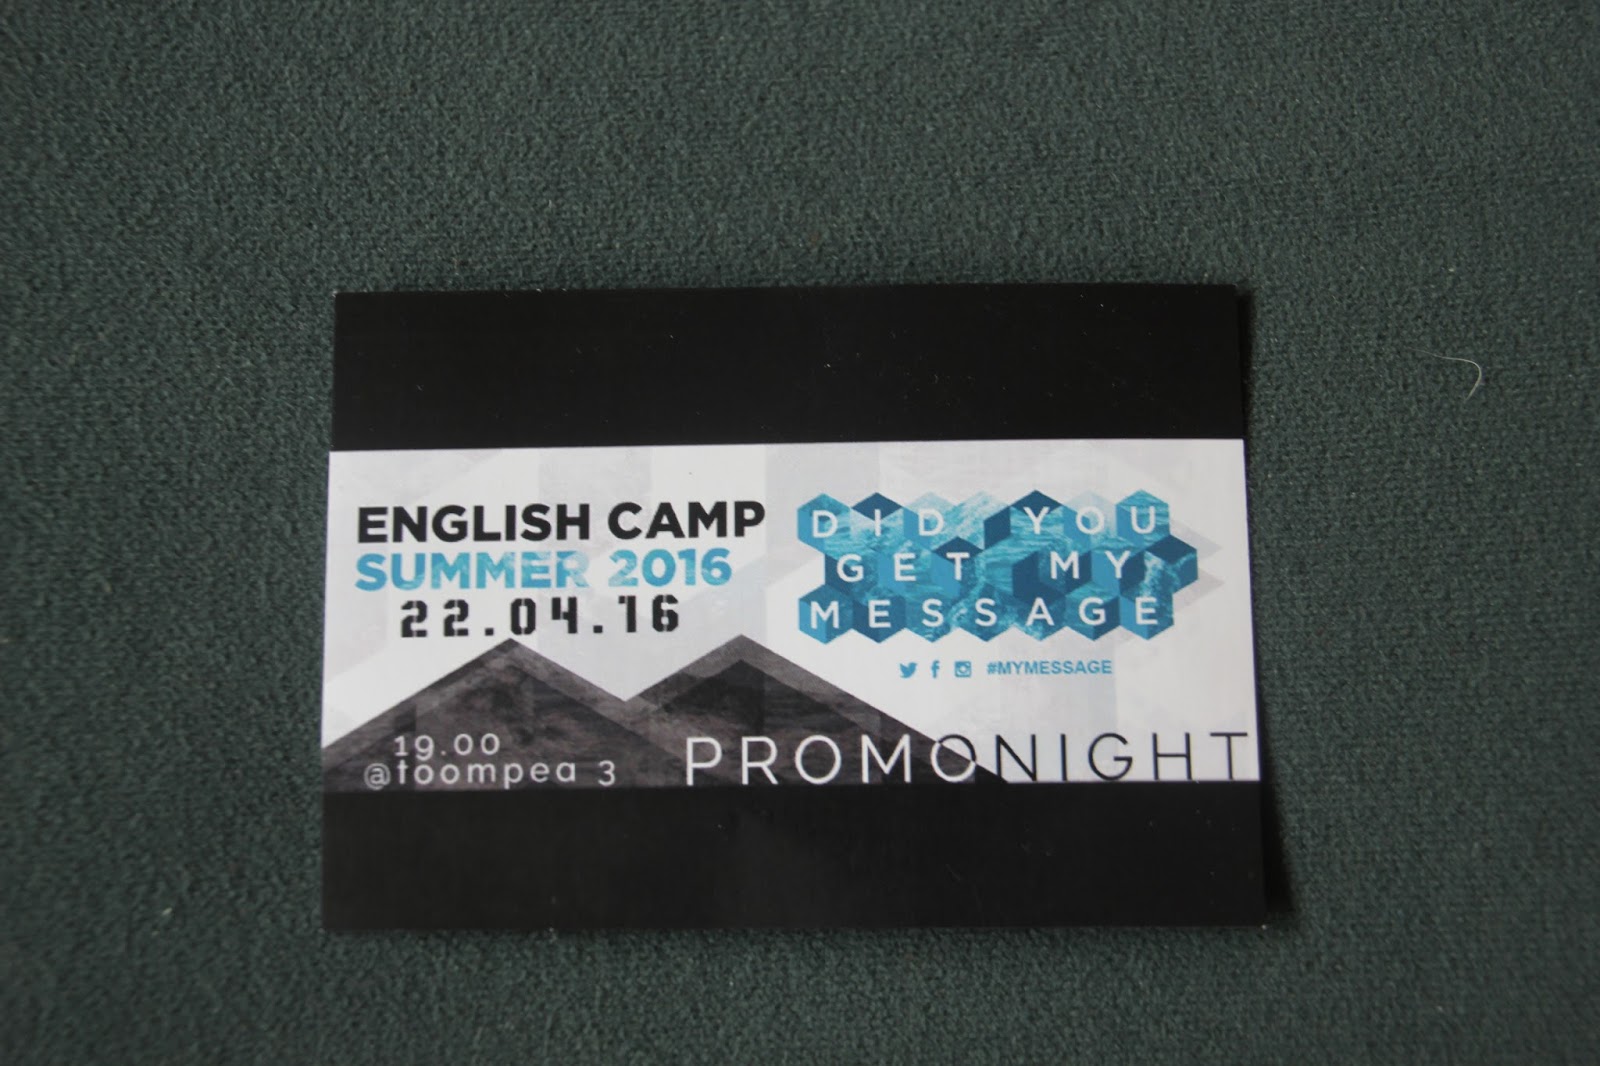 ENGLISH CAMP
SUMMER 2016
22.04.16
DID YOU
GET MY
MESSAGE
#MYMESSAGE
19.00
@toompea 3
PROMONIGHT